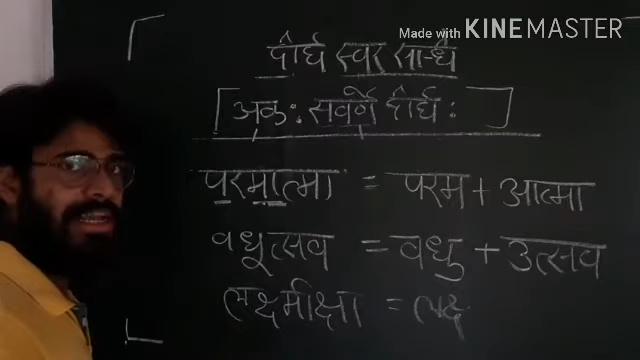 Made with KINEMASTER
दीर्घ स्वर सन्धि
[अकः सवर्णे दीर्घः]
परमात्मा = परम + आत्मा
वधूत्सव = वधु + उत्सव
लक्ष्मीक्षा = लक्ष